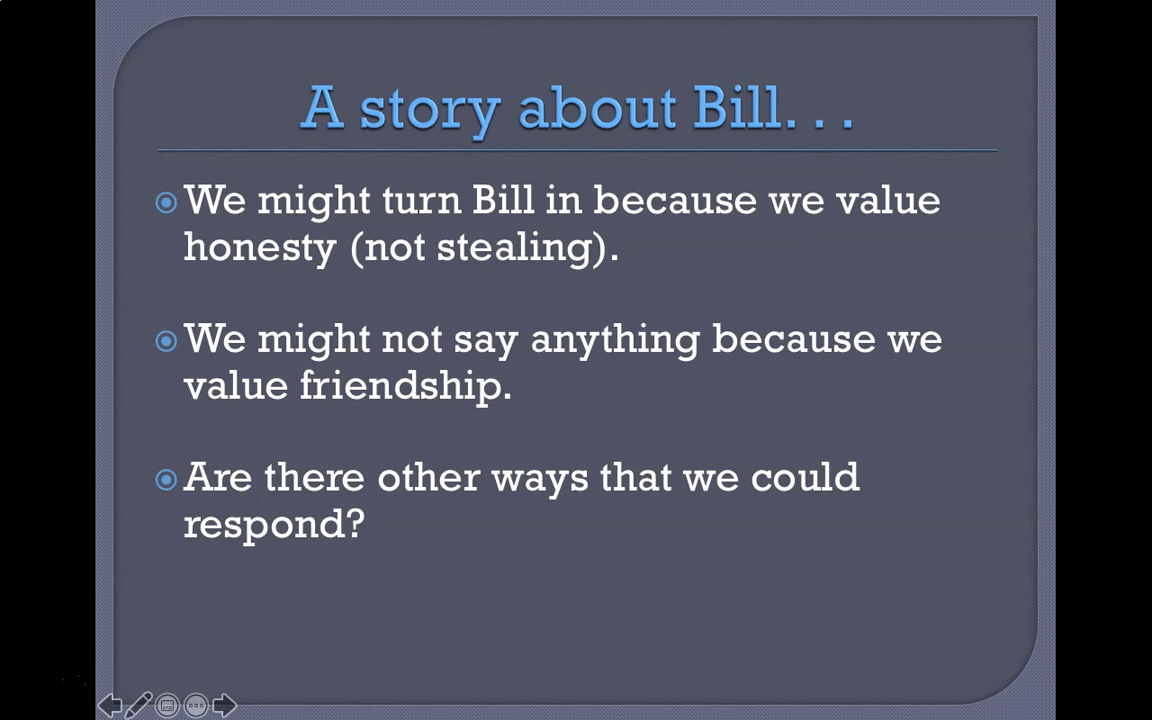 A story about Bill. . .
We might turn Bill in because we value
honesty (not stealing).
We might not say anything because we
value friendship.
Are there other ways that we could
respond?